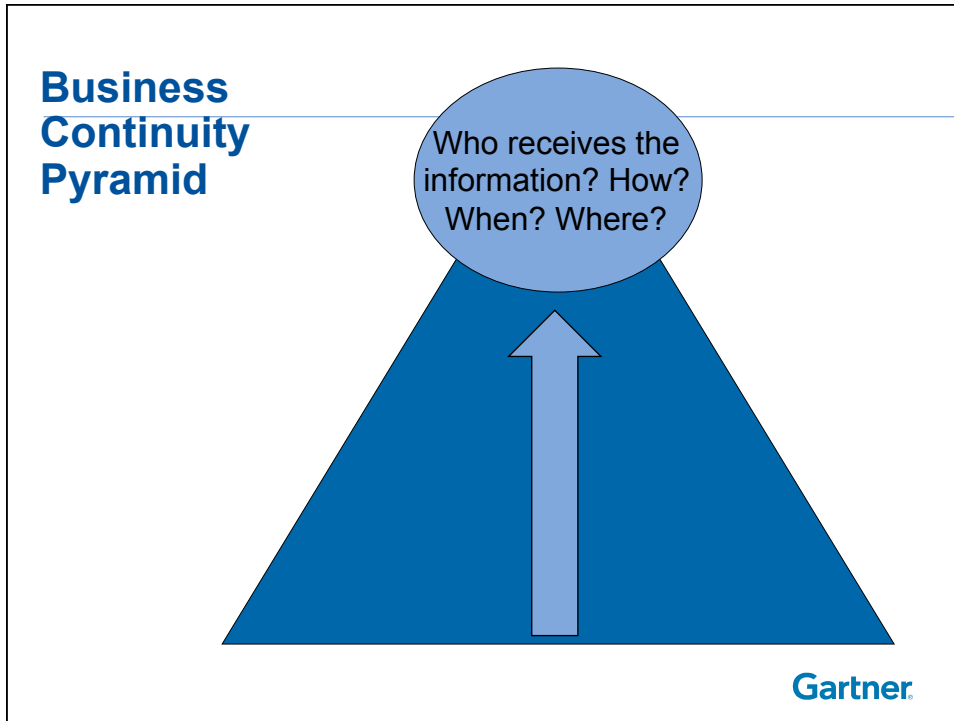 Business
Continuity
Pyramid
Who receives the
information? How?
When? Where?
Gartner®